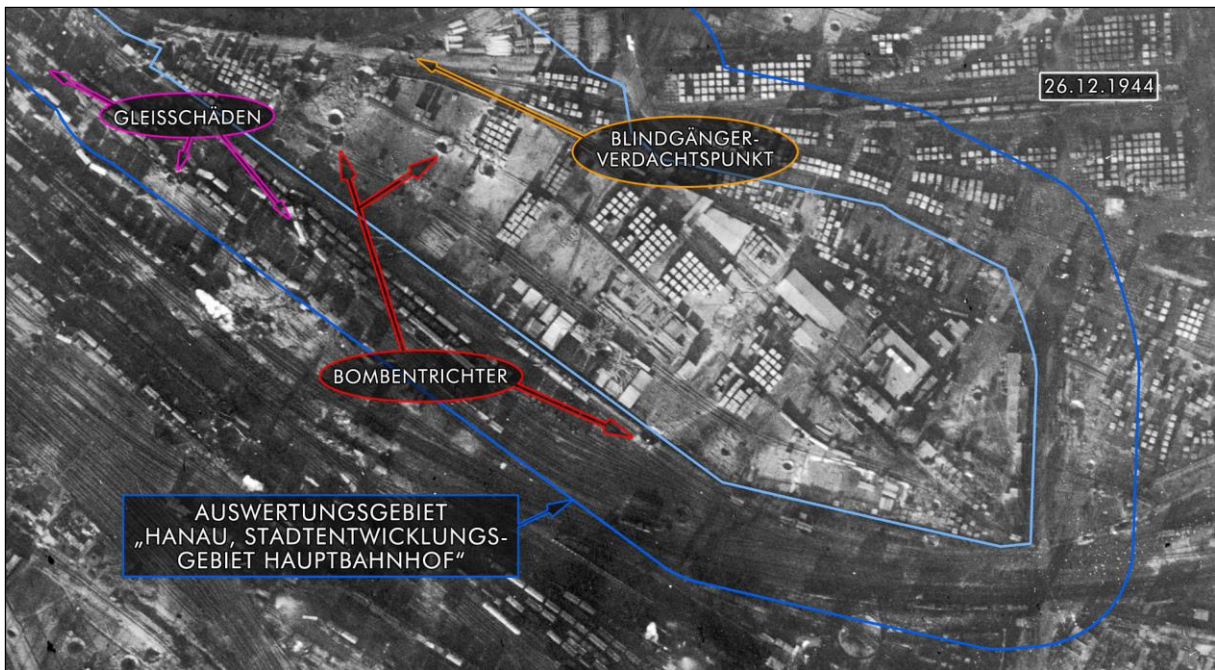 26.12.1944
GLEISSCHÄDEN
BLINDGÄNGER-
VERDACHTSPUNKT
BOMBENTRICHTER
AUSWERTUNGSGEBIET
„HANAU, STADTENTWICKLUNGS-
GEBIET HAUPTBAHNHOF“